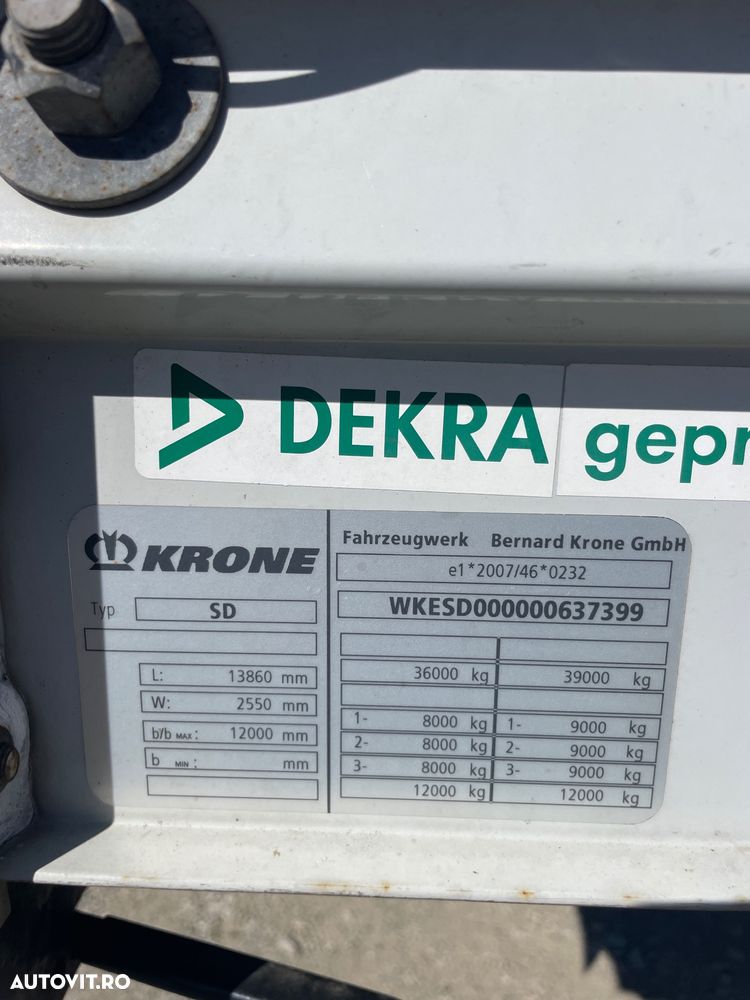 DEKRA gepr
KRONE
Fahrzeugwerk Bernard Krone GmbH
e1*2007/46*0232
Typ SD
WKESD000000637399
L: 13860 mm
W: 2550 mm
b/b MAX: 12000 mm
b MIN: mm
36000 kg 39000 kg
1- 8000 kg 1- 9000 kg
2- 8000 kg 2- 9000 kg
3- 8000 kg 3- 9000 kg
12000 kg 12000 kg
AUTOVIT.RO